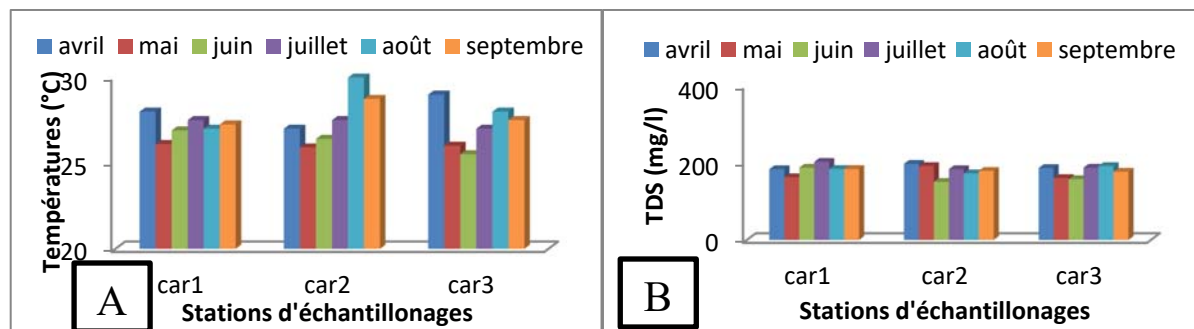 avril mai juin juillet août septembre
Températures (°C)
30
25
20
car1 car2 car3
Stations d'échantillonages
A
avril mai juin juillet août septembre
TDS (mg/l)
400
200
0
car1 car2 car3
Stations d'échantillonages
B